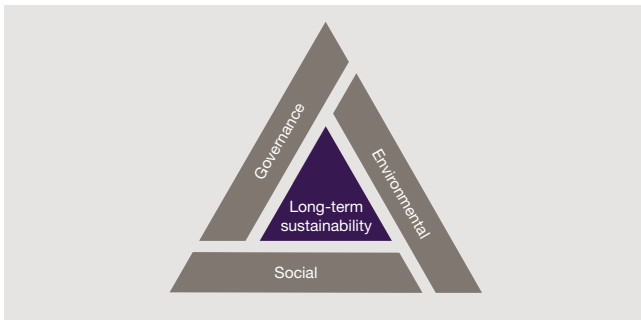 Governance
Environmental
Long-term
sustainability
Social